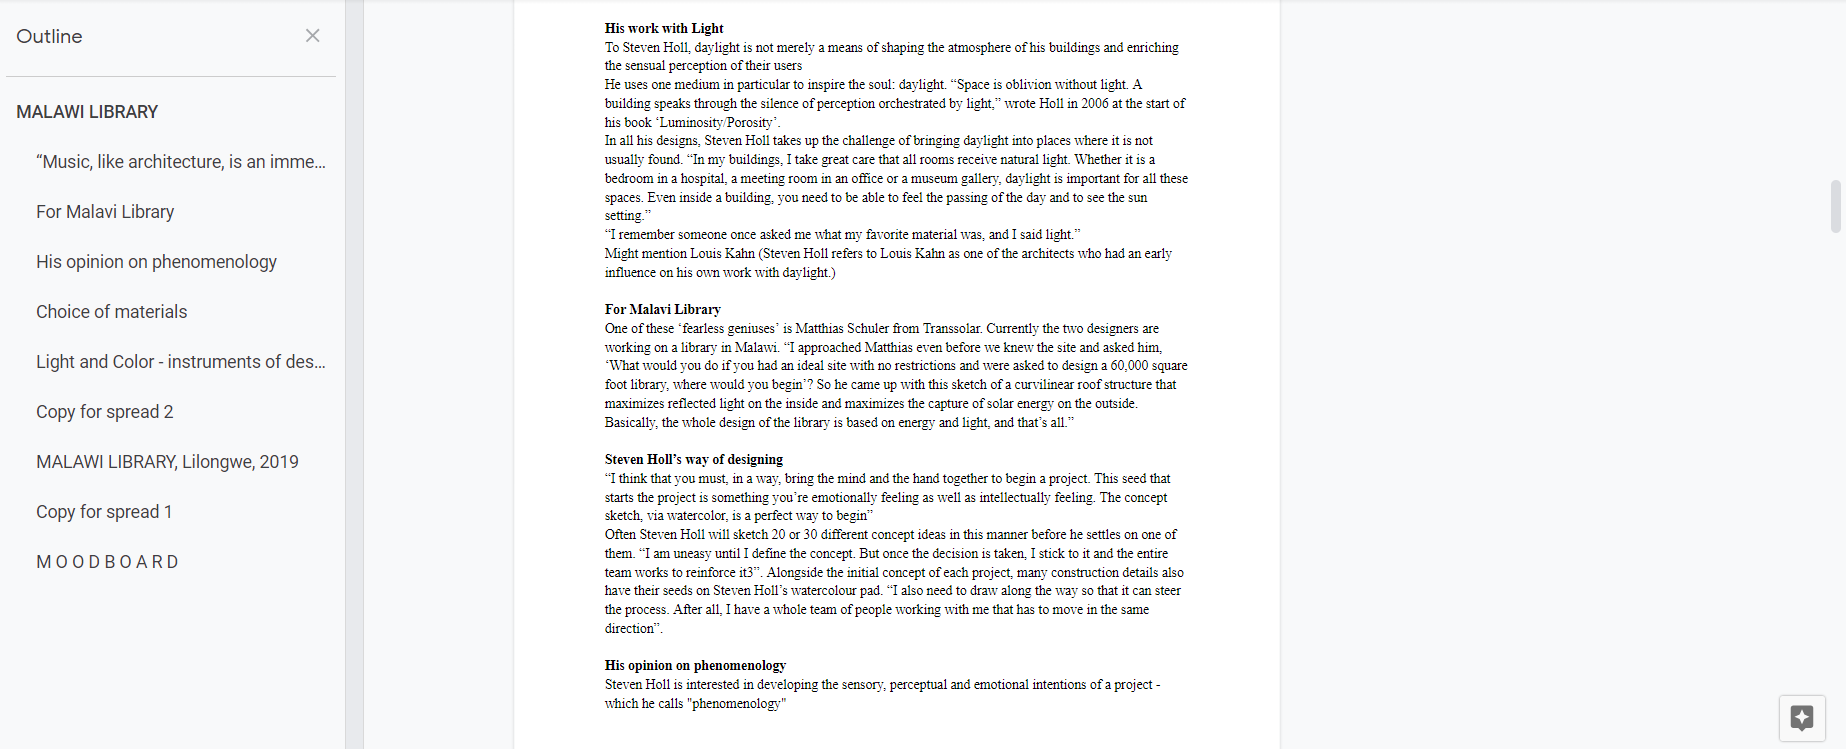 Outline
MALAWI LIBRARY
“Music, like architecture, is an imme...
For Malavi Library
His opinion on phenomenology
Choice of materials
Light and Color - instruments of des...
Copy for spread 2
MALAWI LIBRARY, Lilongwe, 2019
Copy for spread 1
M O O D B O A R D
His work with Light
To Steven Holl, daylight is not merely a means of shaping the atmosphere of his buildings and enriching
the sensual perception of their users
He uses one medium in particular to inspire the soul: daylight. “Space is oblivion without light. A
building speaks through the silence of perception orchestrated by light,” wrote Holl in 2006 at the start of
his book ‘Luminosity/Porosity’.
In all his designs, Steven Holl takes up the challenge of bringing daylight into places where it is not
usually found. “In my buildings, I take great care that all rooms receive natural light. Whether it is a
bedroom in a hospital, a meeting room in an office or a museum gallery, daylight is important for all these
spaces. Even inside a building, you need to be able to feel the passing of the day and to see the sun
setting.”
“I remember someone once asked me what my favorite material was, and I said light.”
Might mention Louis Kahn (Steven Holl refers to Louis Kahn as one of the architects who had an early
influence on his own work with daylight.)
For Malavi Library
One of these ‘fearless geniuses’ is Matthias Schuler from Transsolar. Currently the two designers are
working on a library in Malawi. “I approached Matthias even before we knew the site and asked him,
‘What would you do if you had an ideal site with no restrictions and were asked to design a 60,000 square
foot library, where would you begin’? So he came up with this sketch of a curvilinear roof structure that
maximizes reflected light on the inside and maximizes the capture of solar energy on the outside.
Basically, the whole design of the library is based on energy and light, and that’s all.”
Steven Holl’s way of designing
“I think that you must, in a way, bring the mind and the hand together to begin a project. This seed that
starts the project is something you’re emotionally feeling as well as intellectually feeling. The concept
sketch, via watercolor, is a perfect way to begin”
Often Steven Holl will sketch 20 or 30 different concept ideas in this manner before he settles on one of
them. “I am uneasy until I define the concept. But once the decision is taken, I stick to it and the entire
team works to reinforce it3”. Alongside the initial concept of each project, many construction details also
have their seeds on Steven Holl’s watercolour pad. “I also need to draw along the way so that it can steer
the process. After all, I have a whole team of people working with me that has to move in the same
direction”.
His opinion on phenomenology
Steven Holl is interested in developing the sensory, perceptual and emotional intentions of a project -
which he calls "phenomenology"